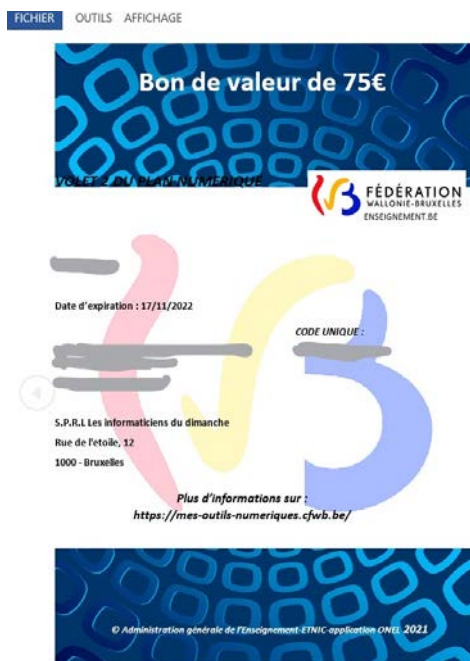 FICHIER OUTILS AFFICHAGE
Bon de valeur de 75€
VOLET 2 DU PLAN NUMERIQUE
FÉDÉRATION
WALLONIE-BRUXELLES
ENSEIGNEMENT.BE
Date d'expiration : 17/11/2022
CODE UNIQUE :
S.P.R.L Les informaticiens du dimanche
Rue de l'etoile, 12
1000 - Bruxelles
Plus d'informations sur :
https://mes-outils-numeriques.cfwb.be/
© Administration générale de l'Enseignement-ETNIC-application ONEL 2021